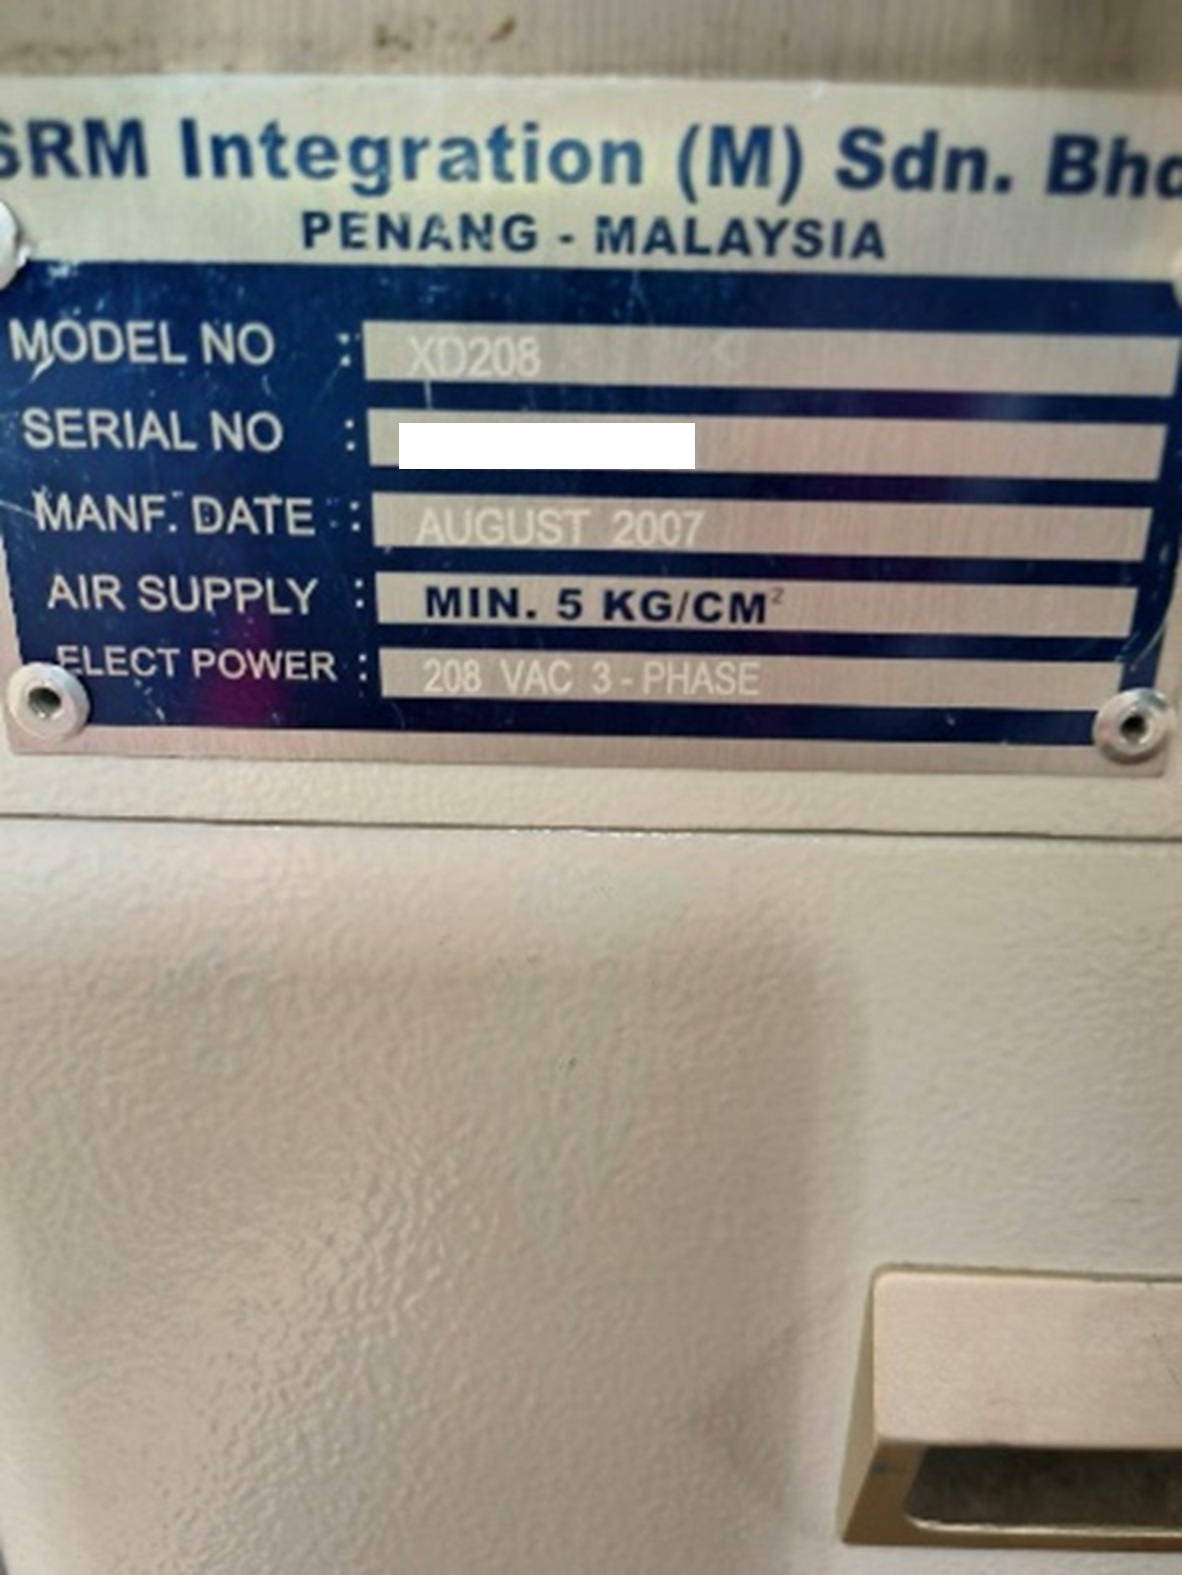 SRM Integration (M) Sdn. Bhd
PENANG - MALAYSIA
MODEL NO : XD208
SERIAL NO :
MANF. DATE : AUGUST 2007
AIR SUPPLY : MIN. 5 KG/CM²
ELECT POWER : 208 VAC 3 - PHASE